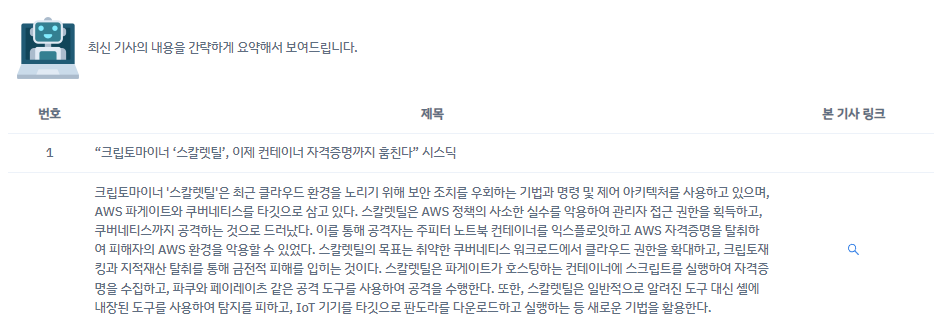 최신 기사의 내용을 간략하게 요약해서 보여드립니다.
번호 제목 본 기사 링크
1 “크립토마이너 ‘스칼렛틸’, 이제 컨테이너 자격증명까지 훔친다” 시스딕
크립토마이너 '스칼렛틸'은 최근 클라우드 환경을 노리기 위해 보안 조치를 우회하는 기법과 명령 및 제어 아키텍처를 사용하고 있으며,
AWS 파게이트와 쿠버네티스를 타깃으로 삼고 있다. 스칼렛틸은 AWS 정책의 사소한 실수를 악용하여 관리자 접근 권한을 획득하고,
쿠버네티스까지 공격하는 것으로 드러났다. 이를 통해 공격자는 주피터 노트북 컨테이너를 익스플로잇하고 AWS 자격증명을 탈취하
여 피해자의 AWS 환경을 악용할 수 있었다. 스칼렛틸의 목표는 취약한 쿠버네티스 워크로드에서 클라우드 권한을 확대하고, 크립토재
킹과 지적재산 탈취를 통해 금전적 피해를 입히는 것이다. 스칼렛틸은 파게이트가 호스팅하는 컨테이너에 스크립트를 실행하여 자격증
명을 수집하고, 파쿠와 페이레이츠 같은 공격 도구를 사용하여 공격을 수행한다. 또한, 스칼렛틸은 일반적으로 알려진 도구 대신 셸에
내장된 도구를 사용하여 탐지를 피하고, IoT 기기를 타깃으로 판도라를 다운로드하고 실행하는 등 새로운 기법을 활용한다.